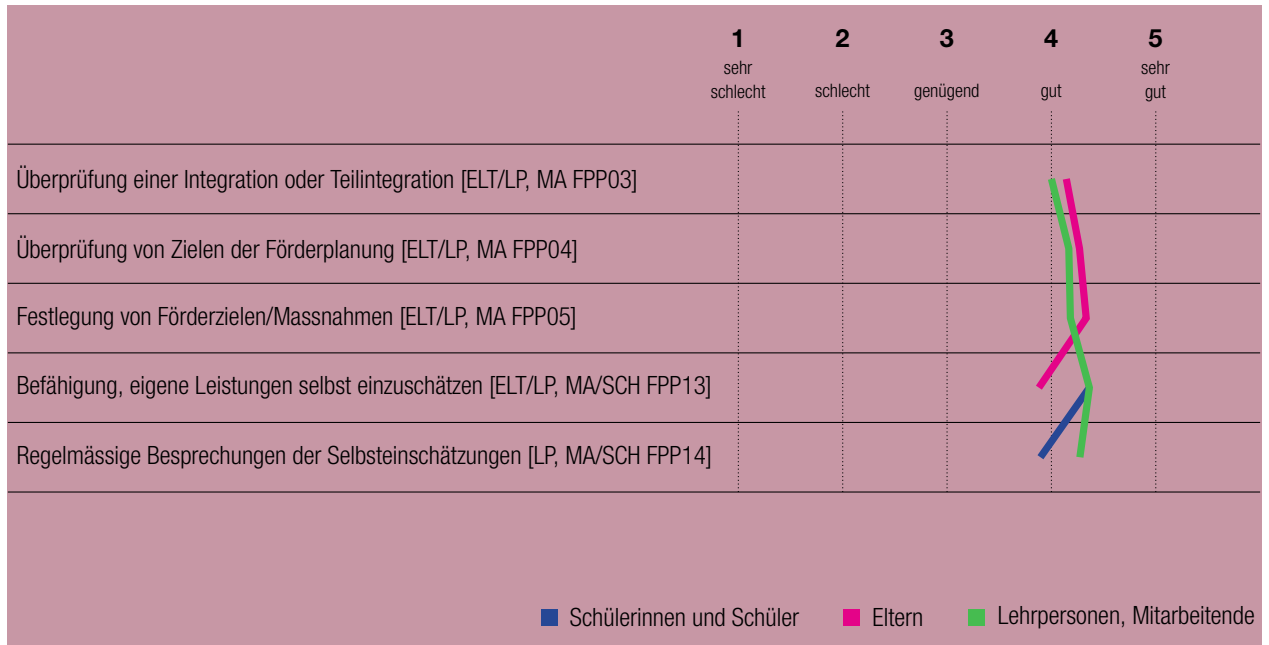 1 2 3 4 5
sehr schlecht schlecht genügend gut sehr gut
Überprüfung einer Integration oder Teilintegration [ELT/LP, MA FPP03]
Überprüfung von Zielen der Förderplanung [ELT/LP, MA FPP04]
Festlegung von Förderzielen/Massnahmen [ELT/LP, MA FPP05]
Befähigung, eigene Leistungen selbst einzuschätzen [ELT/LP, MA/SCH FPP13]
Regelmässige Besprechungen der Selbsteinschätzungen [LP, MA/SCH FPP14]
Schülerinnen und Schüler Eltern Lehrpersonen, Mitarbeitende